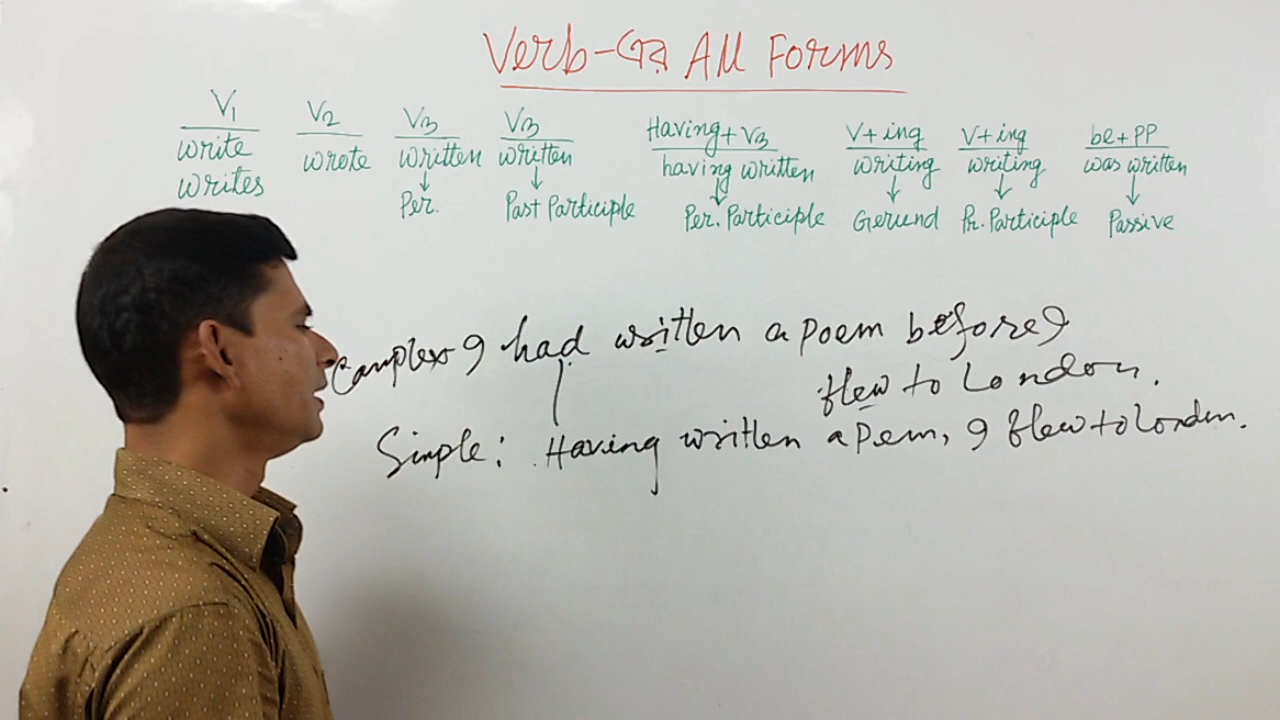 Verb-এর All Forms
V1 V2 V3 V3 Having+V3 V+ing V+ing be+PP
write wrote written written having written writing writing was written
writes
Per. Past Participle Per. Participle Gerund Pr. Participle Passive
Complex I had written a poem before I
flew to London.
Simple: Having written a Poem, I flew to London.